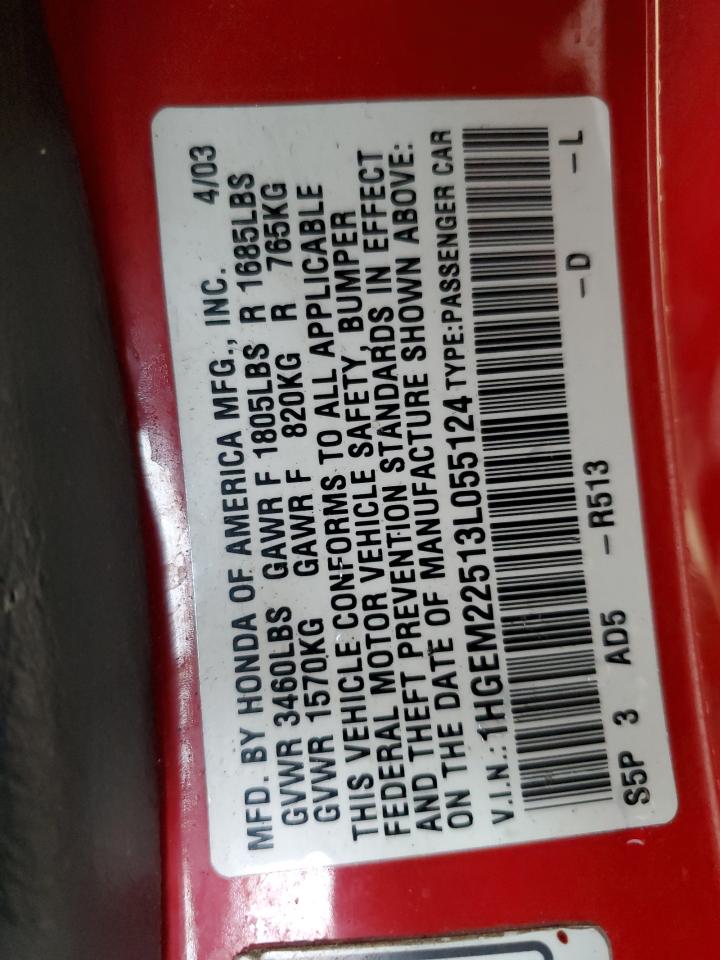 MFD. BY HONDA OF AMERICA MFG., INC. 4/03
GVWR 3460LBS GAWR F 1805LBS R 1685LBS
GVWR 1570KG GAWR F 820KG R 765KG
THIS VEHICLE CONFORMS TO ALL APPLICABLE
FEDERAL MOTOR VEHICLE SAFETY, BUMPER
AND THEFT PREVENTION STANDARDS IN EFFECT
ON THE DATE OF MANUFACTURE SHOWN ABOVE:
V.I.N.: 1HGEM22513L055124 TYPE:PASSENGER CAR
S5P 3 AD5 -R513 -D -L